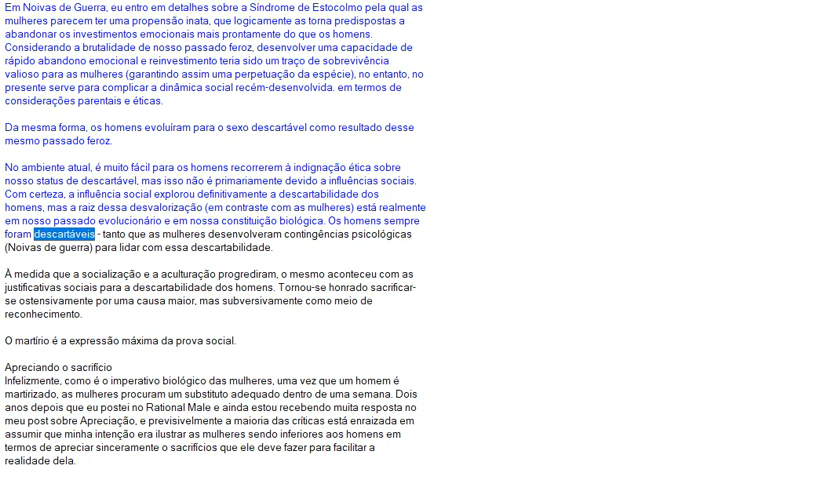 Em Noivas de Guerra, eu entro em detalhes sobre a Síndrome de Estocolmo pela qual as
mulheres parecem ter uma propensão inata, que logicamente as torna predispostas a
abandonar os investimentos emocionais mais prontamente do que os homens.
Considerando a brutalidade de nosso passado feroz, desenvolver uma capacidade de
rápido abandono emocional e reinvestimento teria sido um traço de sobrevivência
valioso para as mulheres (garantindo assim uma perpetuação da espécie), no entanto, no
presente serve para complicar a dinâmica social recém-desenvolvida. em termos de
considerações parentais e éticas.

Da mesma forma, os homens evoluíram para o sexo descartável como resultado desse
mesmo passado feroz.

No ambiente atual, é muito fácil para os homens recorrerem à indignação ética sobre
nosso status de descartável, mas isso não é primariamente devido a influências sociais.
Com certeza, a influência social explorou definitivamente a descartabilidade dos
homens, mas a raiz dessa desvalorização (em contraste com as mulheres) está realmente
em nosso passado evolucionário e em nossa constituição biológica. Os homens sempre
foram descartáveis - tanto que as mulheres desenvolveram contingências psicológicas
(Noivas de guerra) para lidar com essa descartabilidade.

À medida que a socialização e a aculturação progrediram, o mesmo aconteceu com as
justificativas sociais para a descartabilidade dos homens. Tornou-se honrado sacrificar-
se ostensivamente por uma causa maior, mas subversivamente como meio de
reconhecimento.

O martírio é a expressão máxima da prova social.

Apreciando o sacrifício
Infelizmente, como é o imperativo biológico das mulheres, uma vez que um homem é
martirizado, as mulheres procuram um substituto adequado dentro de uma semana. Dois
anos depois que eu postei no Rational Male e ainda estou recebendo muita resposta no
meu post sobre Apreciação, e previsivelmente a maioria das críticas está enraizada em
assumir que minha intenção era ilustrar as mulheres sendo inferiores aos homens em
termos de apreciar sinceramente o sacrifícios que ele deve fazer para facilitar a
realidade dela.